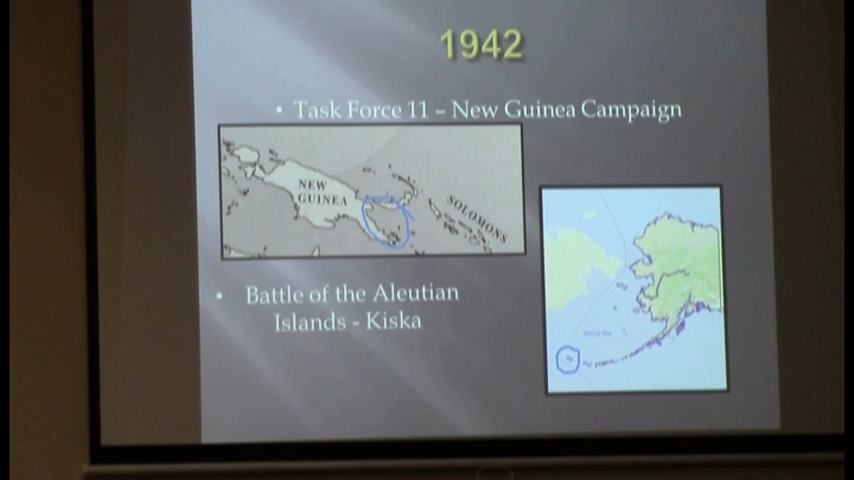 1942
• Task Force 11 – New Guinea Campaign
NEW
GUINEA
SOLOMONS
• Battle of the Aleutian
Islands - Kiska